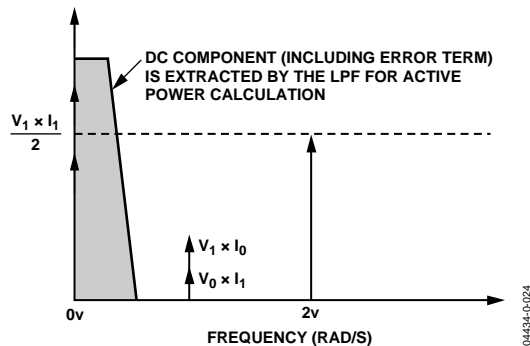 DC COMPONENT (INCLUDING ERROR TERM)
IS EXTRACTED BY THE LPF FOR ACTIVE
POWER CALCULATION
V₁ × I₁
2
V₁ × I₀
V₀ × I₁
0v
2v
FREQUENCY (RAD/S)
04434-0-024